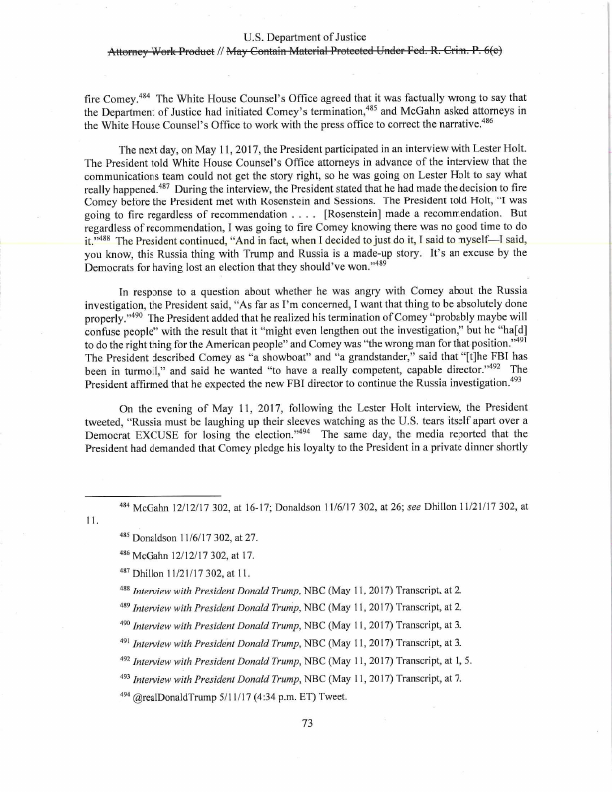 U.S. Department of Justice
Attorney Work Product // May Contain Material Protected Under Fed. R. Crim. P. 6(e)
fire Comey.484 The White House Counsel's Office agreed that it was factually wrong to say that
the Department of Justice had initiated Comey's termination,485 and McGahn asked attorneys in
the White House Counsel's Office to work with the press office to correct the narrative.486
The next day, on May 11, 2017, the President participated in an interview with Lester Holt.
The President told White House Counsel's Office attorneys in advance of the interview that the
communications team could not get the story right, so he was going on Lester Holt to say what
really happened.487 During the interview, the President stated that he had made the decision to fire
Comey before the President met with Rosenstein and Sessions. The President told Holt, "I was
going to fire regardless of recommendation . . . . [Rosenstein] made a recommendation. But
regardless of recommendation, I was going to fire Comey knowing there was no good time to do
it."488 The President continued, "And in fact, when I decided to just do it, I said to myself—I said,
you know, this Russia thing with Trump and Russia is a made-up story. It's an excuse by the
Democrats for having lost an election that they should've won."489
In response to a question about whether he was angry with Comey about the Russia
investigation, the President said, "As far as I'm concerned, I want that thing to be absolutely done
properly."490 The President added that he realized his termination of Comey "probably maybe will
confuse people" with the result that it "might even lengthen out the investigation," but he "ha[d]
to do the right thing for the American people" and Comey was "the wrong man for that position."491
The President described Comey as "a showboat" and "a grandstander," said that "[t]he FBI has
been in turmoil," and said he wanted "to have a really competent, capable director."492 The
President affirmed that he expected the new FBI director to continue the Russia investigation.493
On the evening of May 11, 2017, following the Lester Holt interview, the President
tweeted, "Russia must be laughing up their sleeves watching as the U.S. tears itself apart over a
Democrat EXCUSE for losing the election."494 The same day, the media reported that the
President had demanded that Comey pledge his loyalty to the President in a private dinner shortly
484 McGahn 12/12/17 302, at 16-17; Donaldson 11/6/17 302, at 26; see Dhillon 11/21/17 302, at
11.
485 Donaldson 11/6/17 302, at 27.
486 McGahn 12/12/17 302, at 17.
487 Dhillon 11/21/17 302, at 11.
488 Interview with President Donald Trump, NBC (May 11, 2017) Transcript, at 2.
489 Interview with President Donald Trump, NBC (May 11, 2017) Transcript, at 2.
490 Interview with President Donald Trump, NBC (May 11, 2017) Transcript, at 3.
491 Interview with President Donald Trump, NBC (May 11, 2017) Transcript, at 3.
492 Interview with President Donald Trump, NBC (May 11, 2017) Transcript, at 1, 5.
493 Interview with President Donald Trump, NBC (May 11, 2017) Transcript, at 7.
494 @realDonaldTrump 5/11/17 (4:34 p.m. ET) Tweet.
73